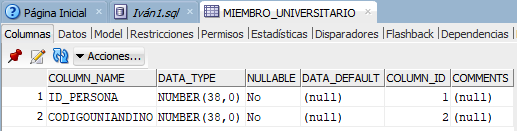 Página Inicial Iván1.sql MIEMBRO_UNIVERSITARIO
Columnas Datos Model Restricciones Permisos Estadísticas Disparadores Flashback Dependencias
Acciones...
COLUMN_NAME DATA_TYPE NULLABLE DATA_DEFAULT COLUMN_ID COMMENTS
1 ID_PERSONA NUMBER(38,0) No (null) 1 (null)
2 CODIGOUNIANDINO NUMBER(38,0) No (null) 2 (null)